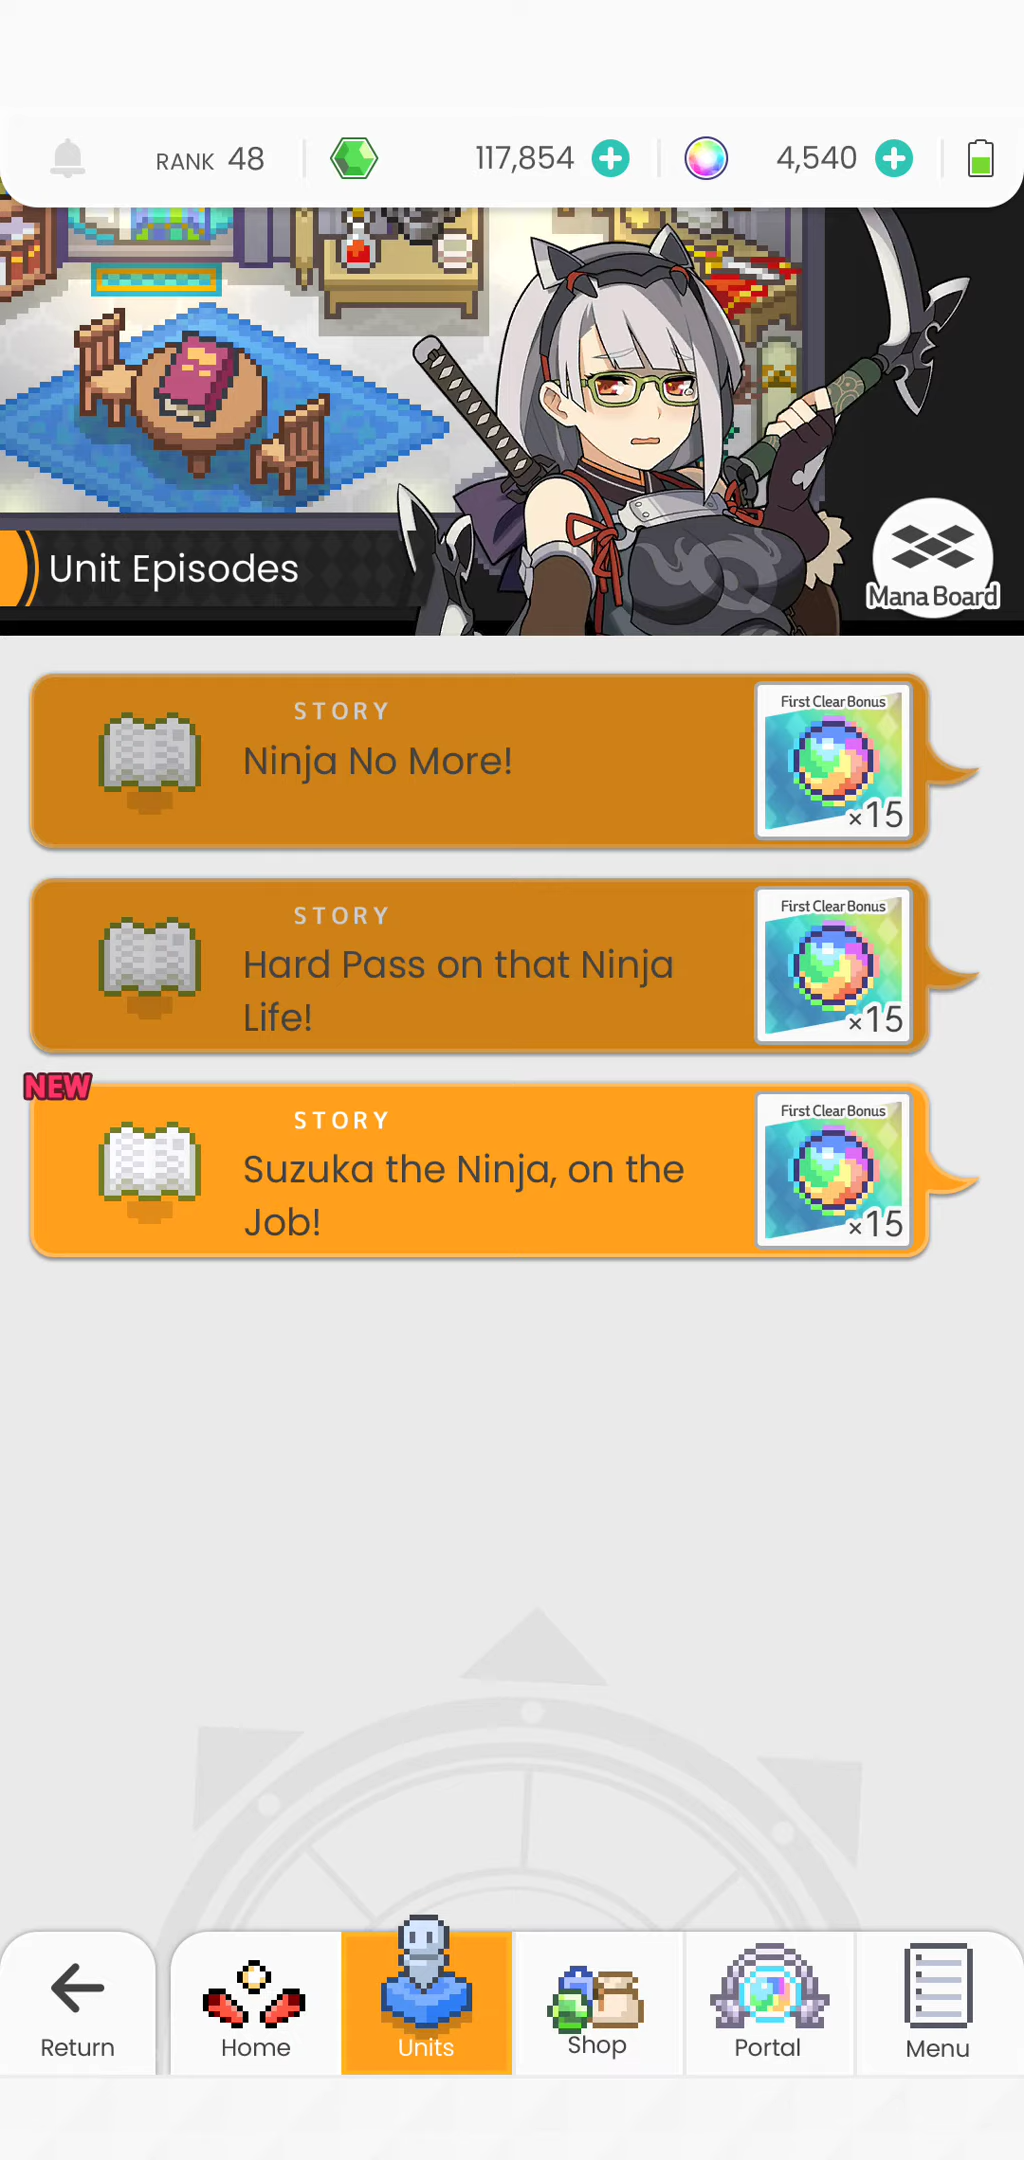 RANK 48
117,854
4,540
Unit Episodes
Mana Board
STORY
Ninja No More!
First Clear Bonus
×15
STORY
Hard Pass on that Ninja
Life!
First Clear Bonus
×15
NEW
STORY
Suzuka the Ninja, on the
Job!
First Clear Bonus
×15
Return
Home
Units
Shop
Portal
Menu